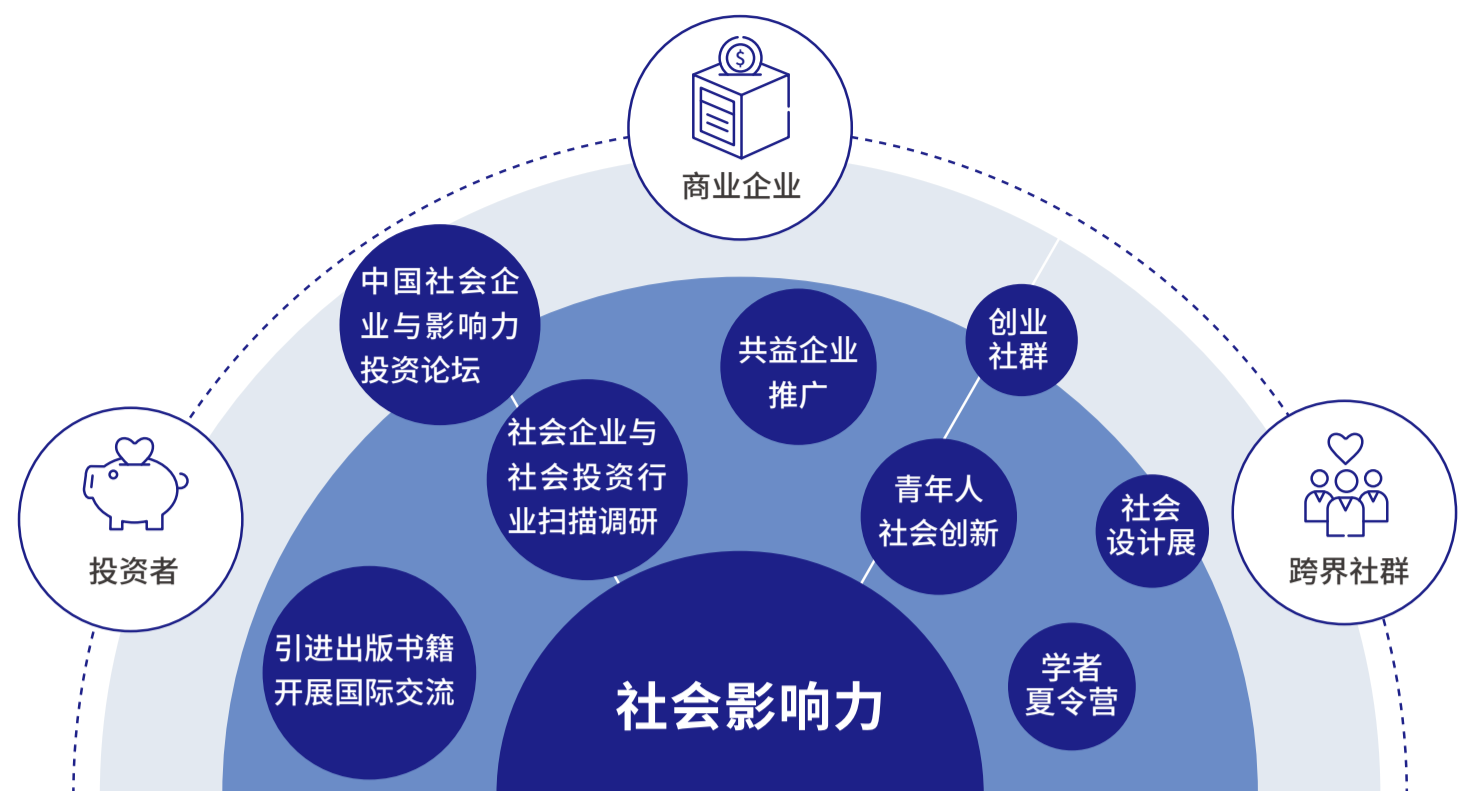 $
商业企业
中国社会企
业与影响力
投资论坛
共益企业
推广
创业
社群
社会企业与
社会投资行
业扫描调研
青年人
社会创新
社会
设计展
投资者
跨界社群
引进出版书籍
开展国际交流
学者
夏令营
社会影响力